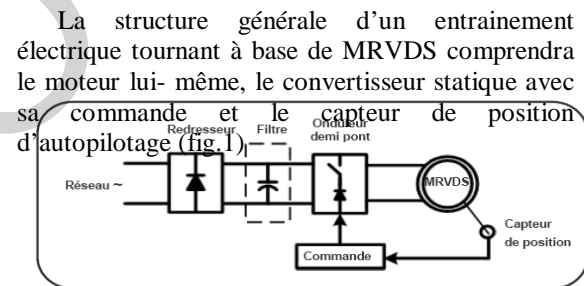 La structure générale d'un entrainement
électrique tournant à base de MRVDS comprendra
le moteur lui- même, le convertisseur statique avec
sa commande et le capteur de position
d'autopilotage (fig.1)
Redresseur Filtre Onduleur
demi pont
Réseau ~
MRVDS
Capteur
de position
Commande